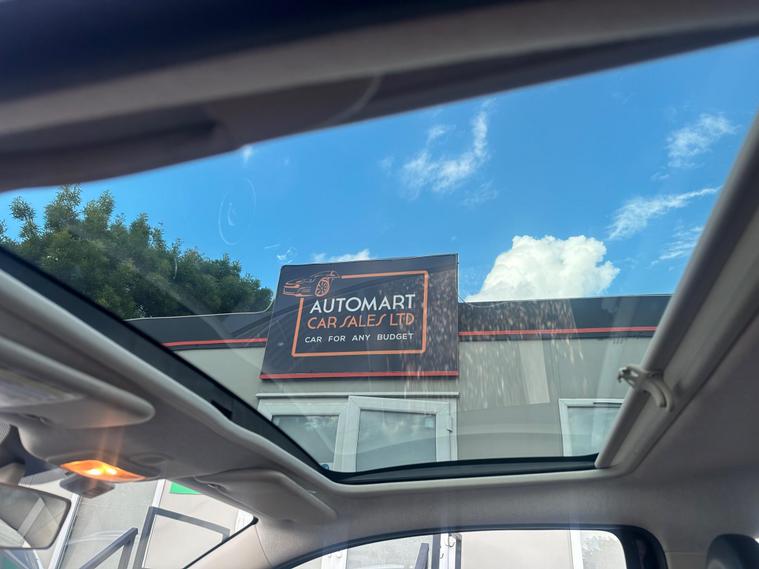 AUTOMART
CAR SALES LTD
CAR FOR ANY BUDGET